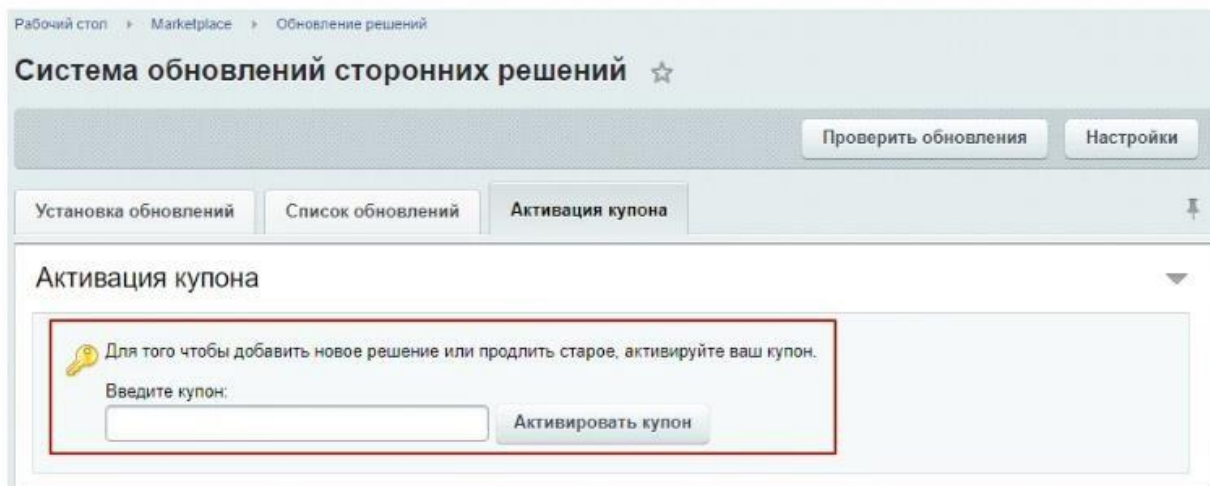 Рабочий стол Marketplace Обновление решений
Система обновлений сторонних решений
Проверить обновления Настройки
Установка обновлений Список обновлений Активация купона
Активация купона
Для того чтобы добавить новое решение или продлить старое, активируйте ваш купон.
Введите купон:
Активировать купон